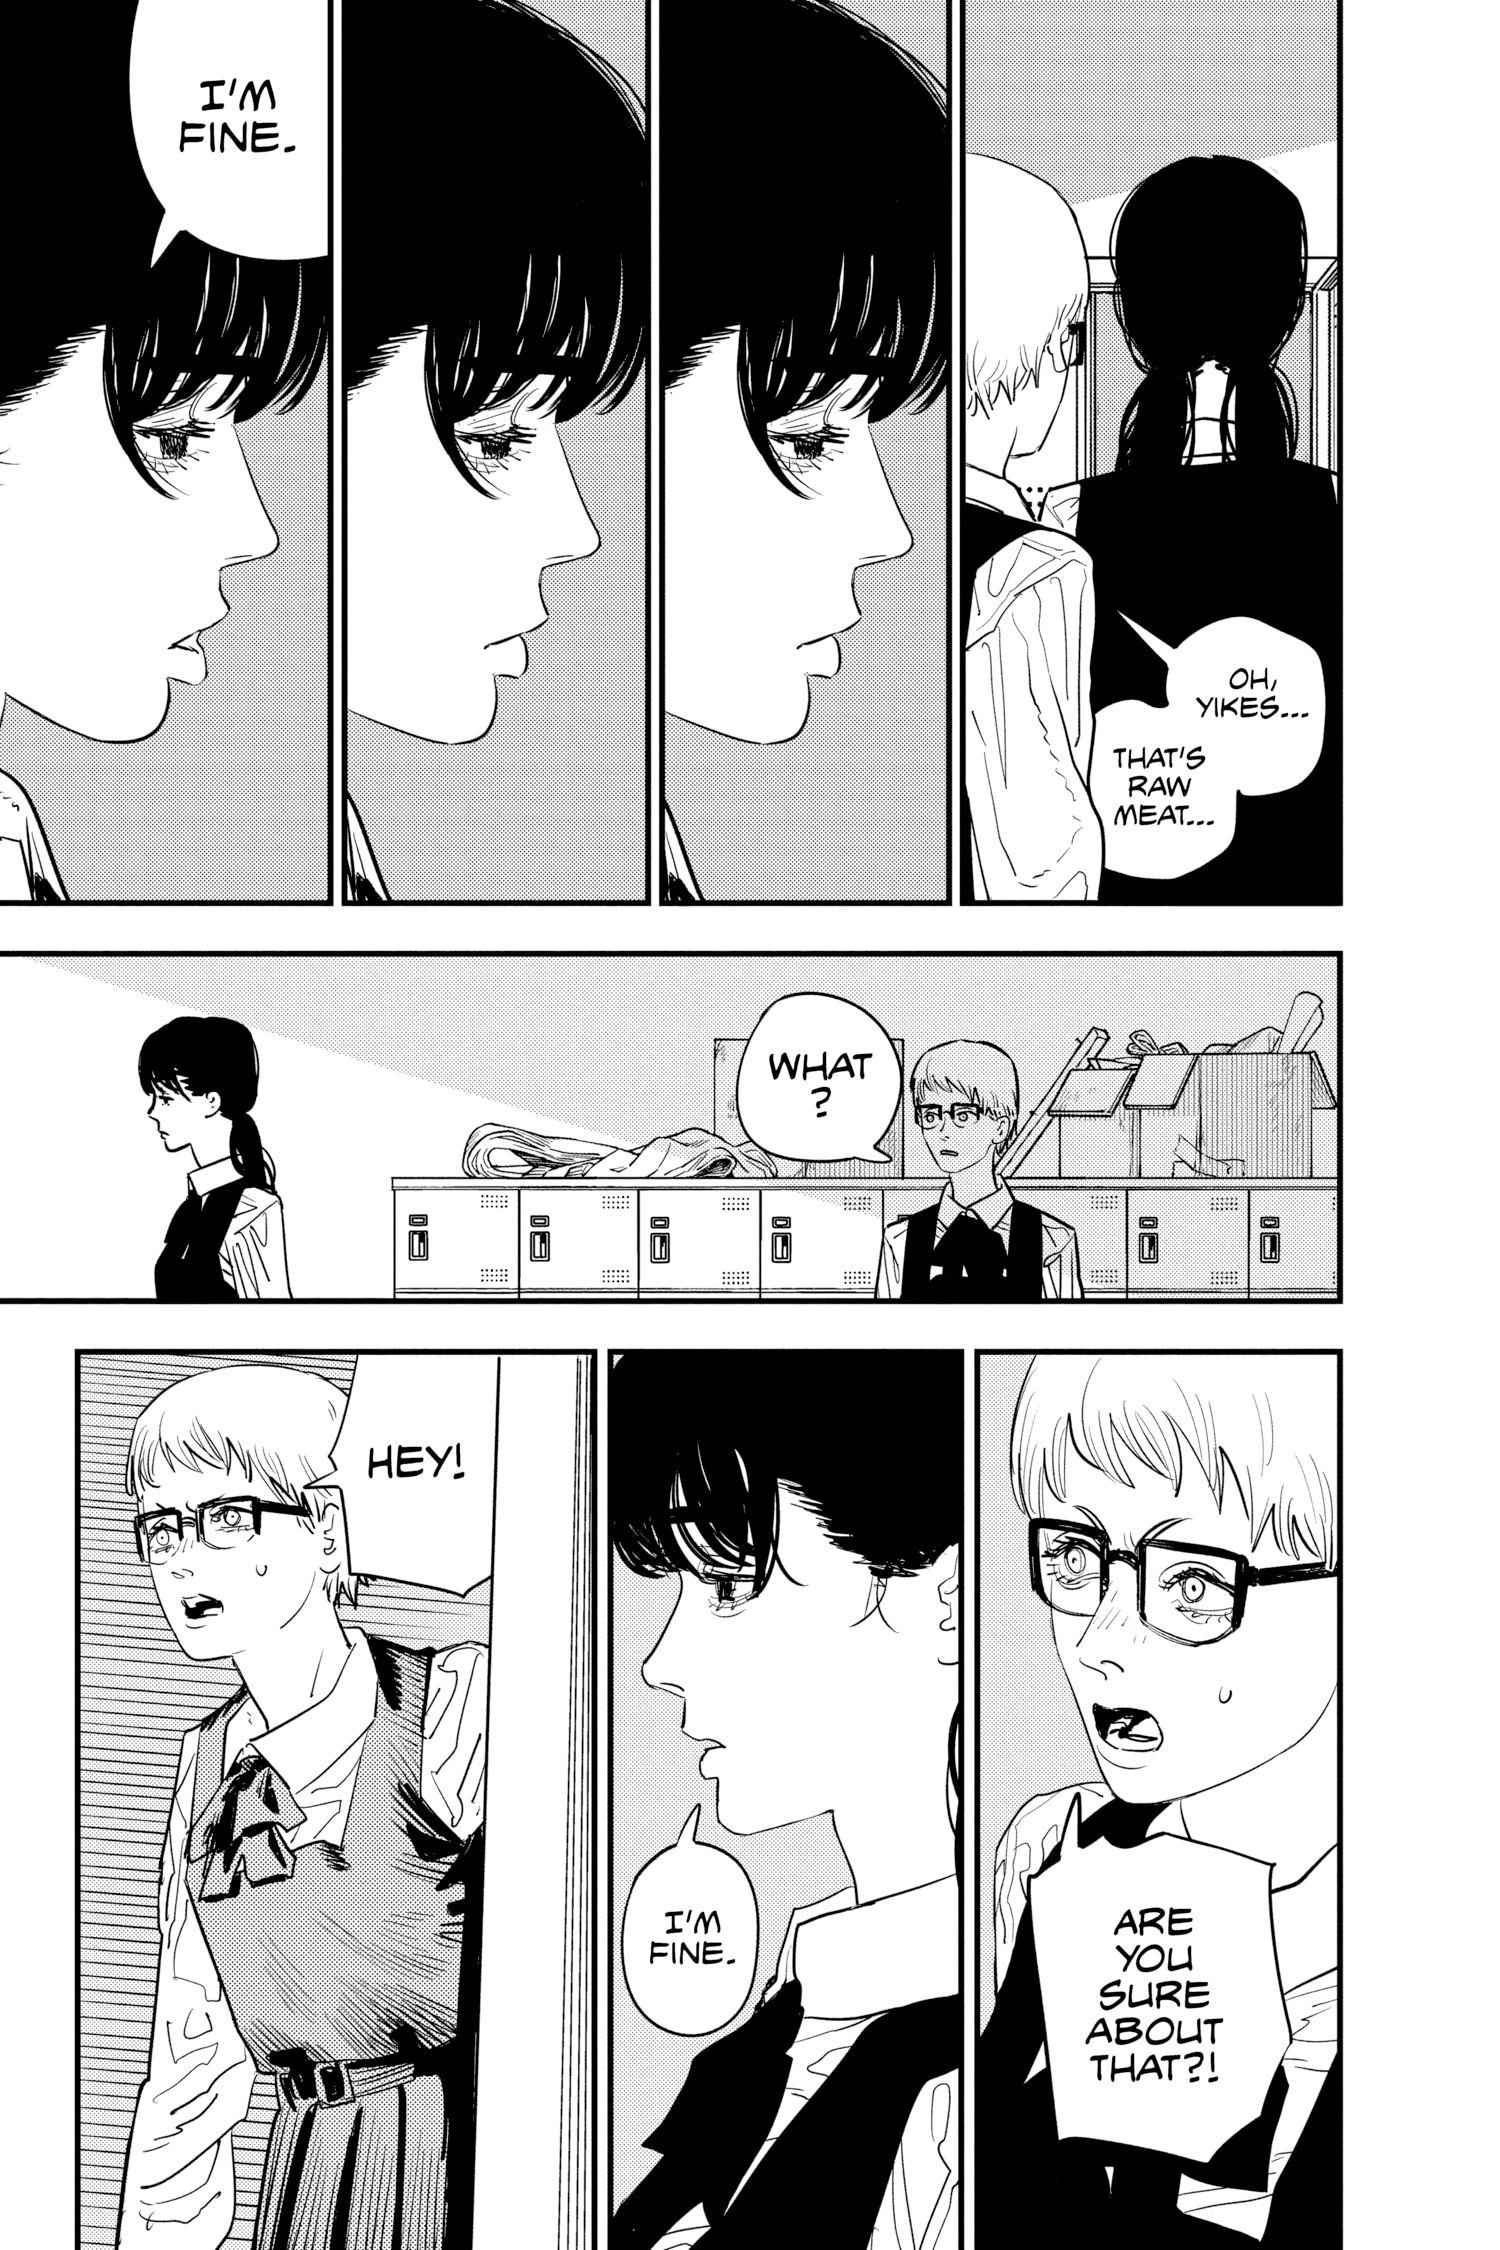 OH,
YIKES...
THAT'S
RAW
MEAT...
I'M
FINE.
WHAT
?
ARE
YOU
SURE
ABOUT
THAT?!
I'M
FINE.
HEY!